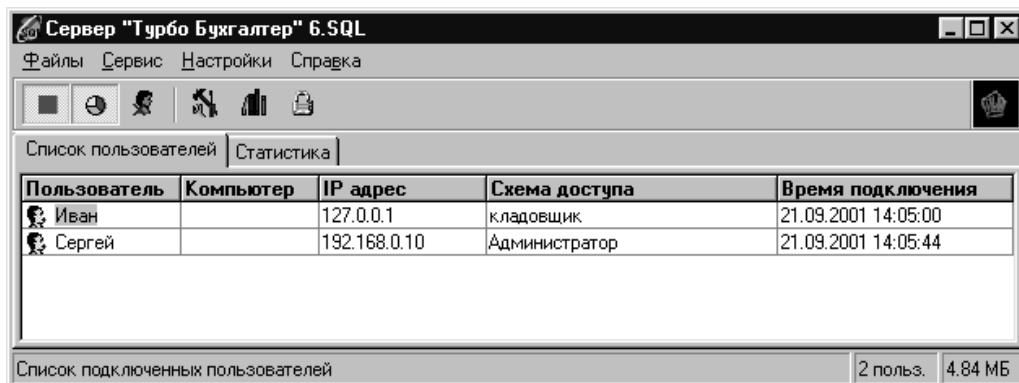 Сервер "Турбо Бухгалтер" 6.SQL
Файлы Сервис Настройки Справка
Список пользователей Статистика
Пользователь Компьютер IP адрес Схема доступа Время подключения
Иван 127.0.0.1 кладовщик 21.09.2001 14:05:00
Сергей 192.168.0.10 Администратор 21.09.2001 14:05:44
Список подключенных пользователей 2 польз. 4.84 МБ